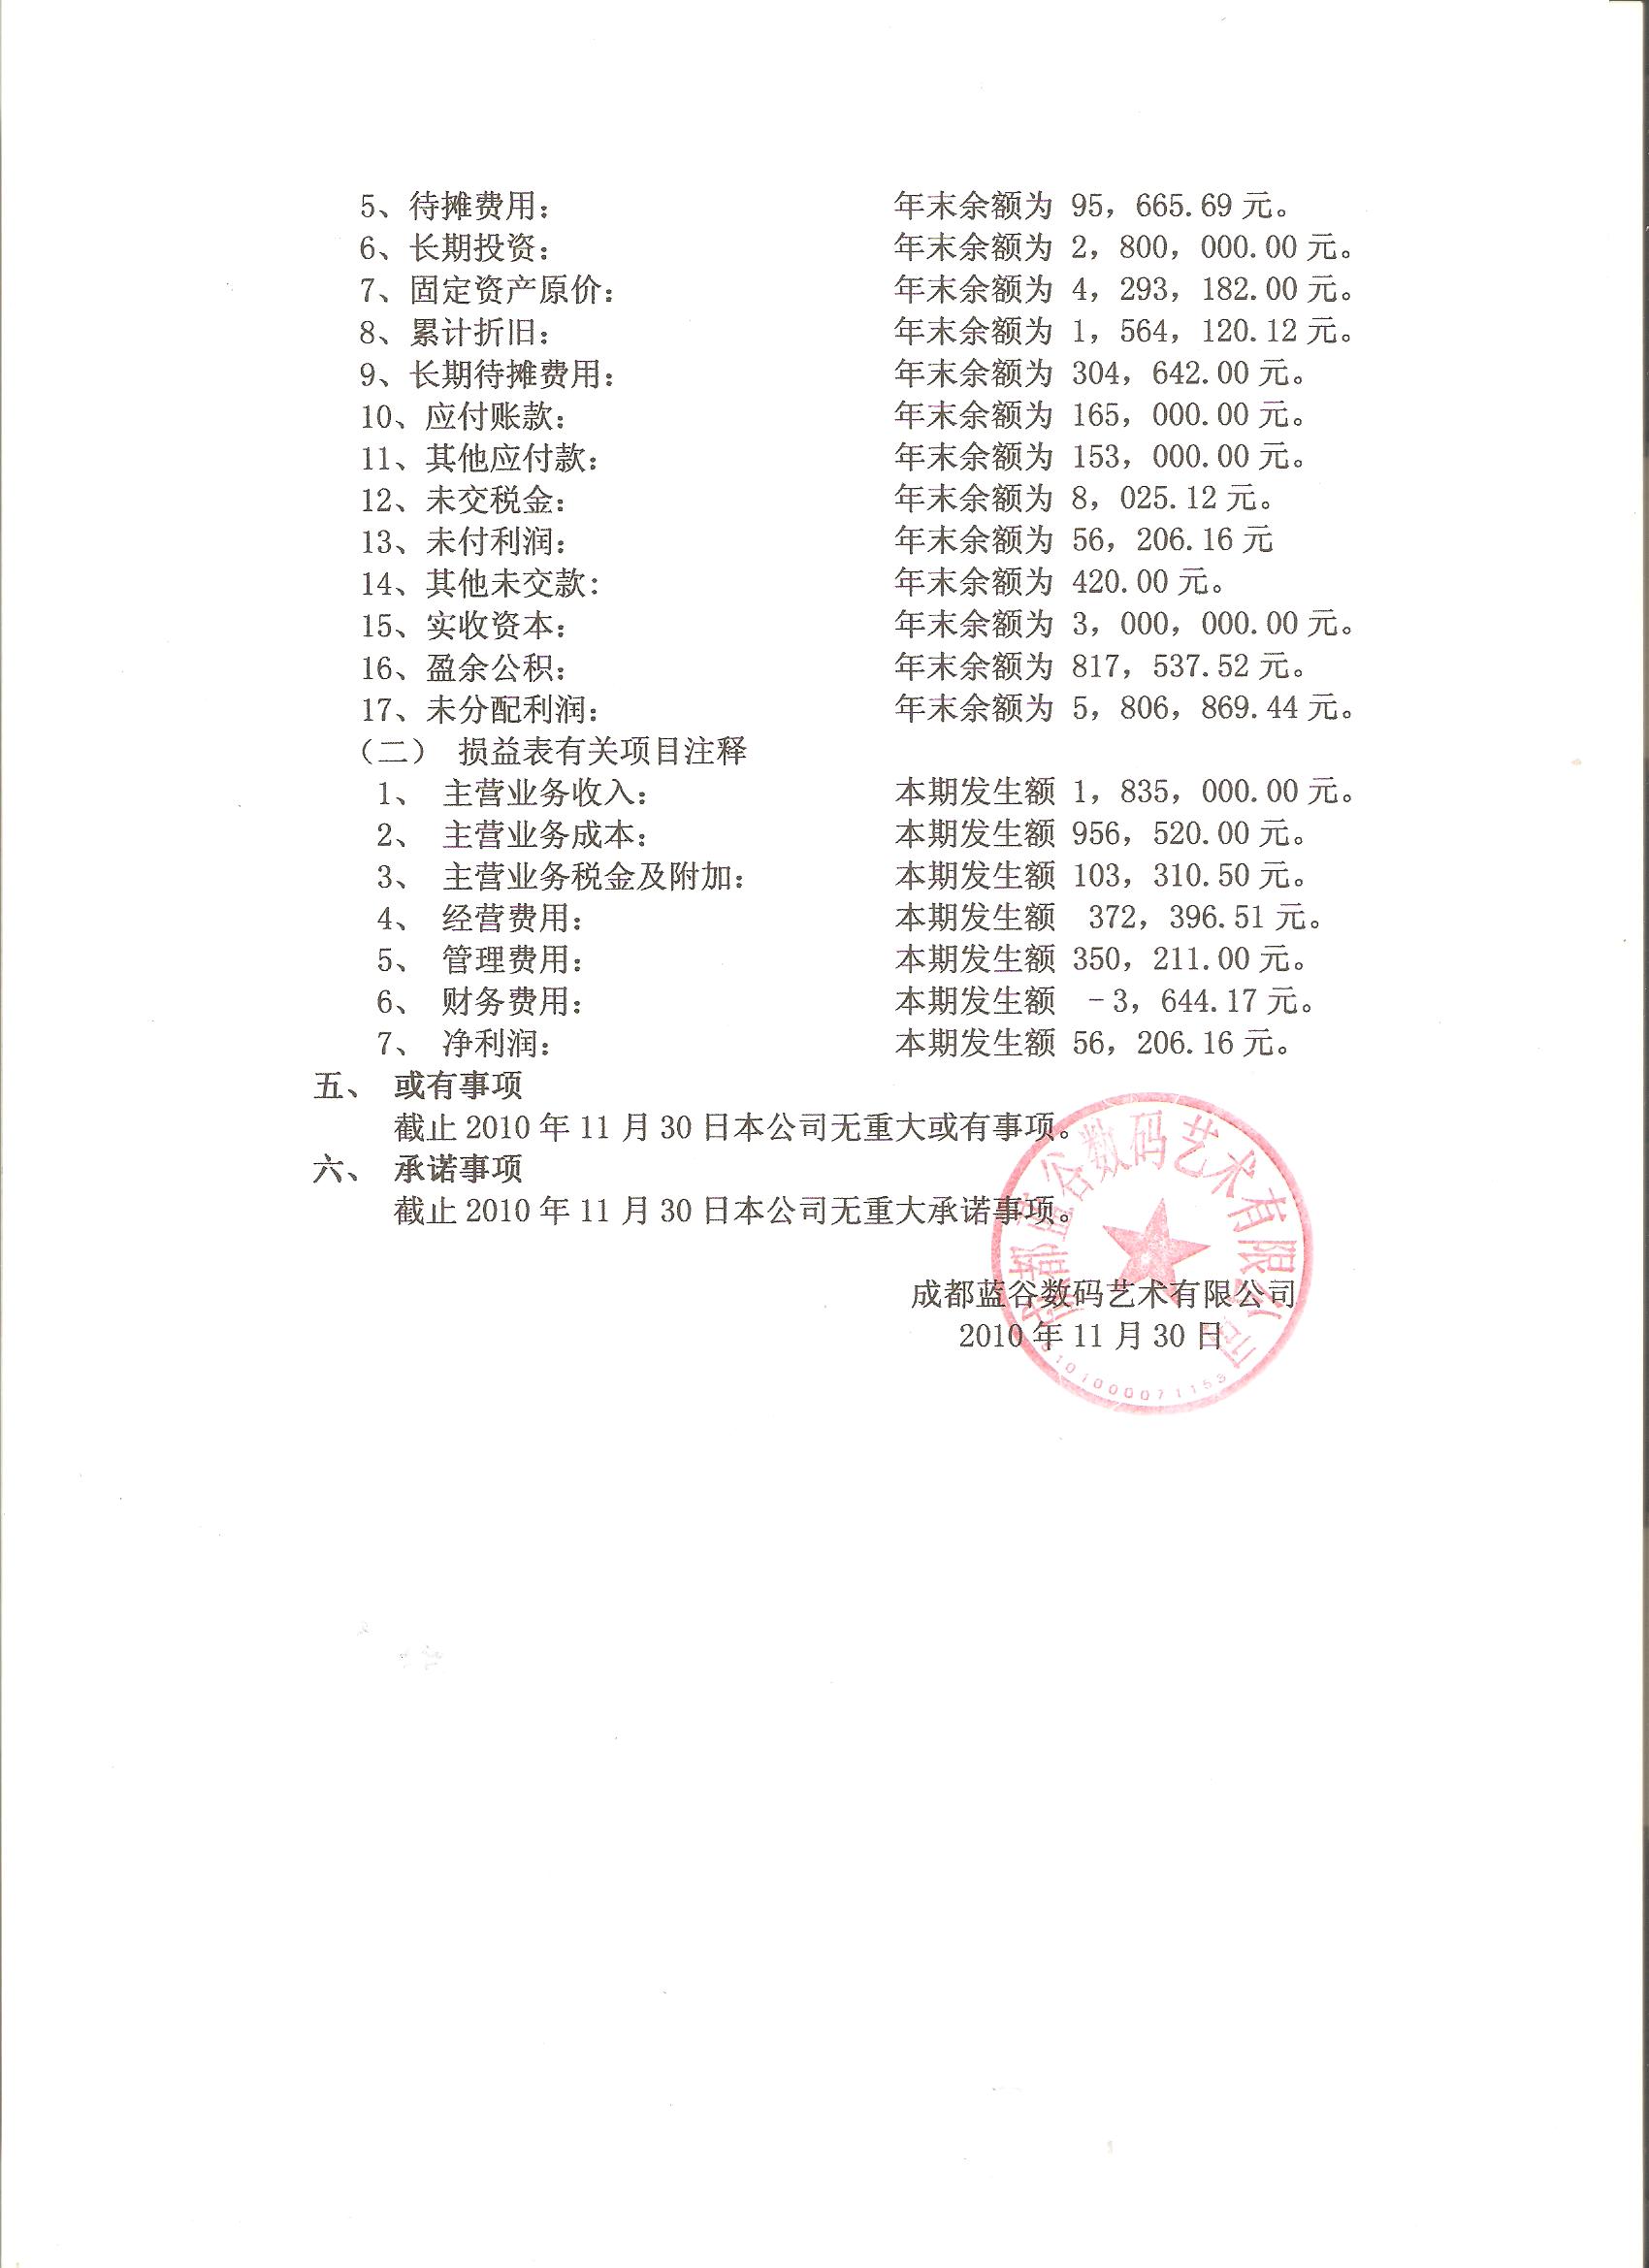 5、待摊费用： 年末余额为 95，665.69 元。
6、长期投资： 年末余额为 2，800，000.00 元。
7、固定资产原价： 年末余额为 4，293，182.00 元。
8、累计折旧： 年末余额为 1，564，120.12 元。
9、长期待摊费用： 年末余额为 304，642.00 元。
10、应付账款： 年末余额为 165，000.00 元。
11、其他应付款： 年末余额为 153，000.00 元。
12、未交税金： 年末余额为 8，025.12 元。
13、未付利润： 年末余额为 56，206.16 元
14、其他未交款： 年末余额为 420.00 元。
15、实收资本： 年末余额为 3，000，000.00 元。
16、盈余公积： 年末余额为 817，537.52 元。
17、未分配利润： 年末余额为 5，806，869.44 元。
（二） 损益表有关项目注释
1、 主营业务收入： 本期发生额 1，835，000.00 元。
2、 主营业务成本： 本期发生额 956，520.00 元。
3、 主营业务税金及附加： 本期发生额 103，310.50 元。
4、 经营费用： 本期发生额 372，396.51 元。
5、 管理费用： 本期发生额 350，211.00 元。
6、 财务费用： 本期发生额 －3，644.17 元。
7、 净利润： 本期发生额 56，206.16 元。
五、 或有事项
截止 2010 年 11 月 30 日本公司无重大或有事项。
六、 承诺事项
截止 2010 年 11 月 30 日本公司无重大承诺事项。
成都蓝谷数码艺术有限公司
成都蓝谷数码艺术有限公司
2010 年 11 月 30 日
5101000071153